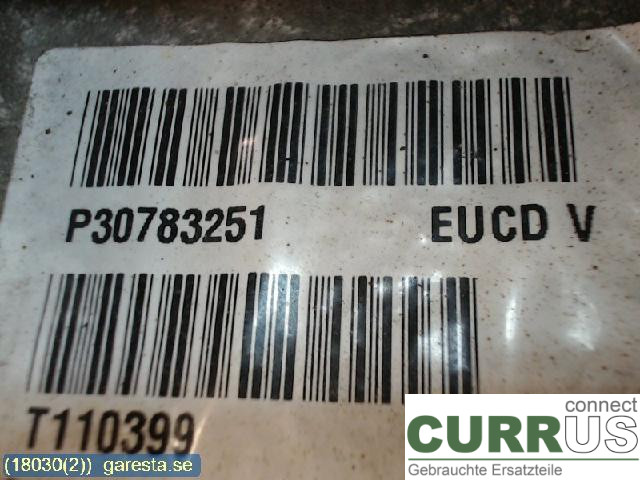 P30783251 EUCD V
T110399
(18030(2)) garesta.se
connect
CURRUS
Gebrauchte Ersatzteile